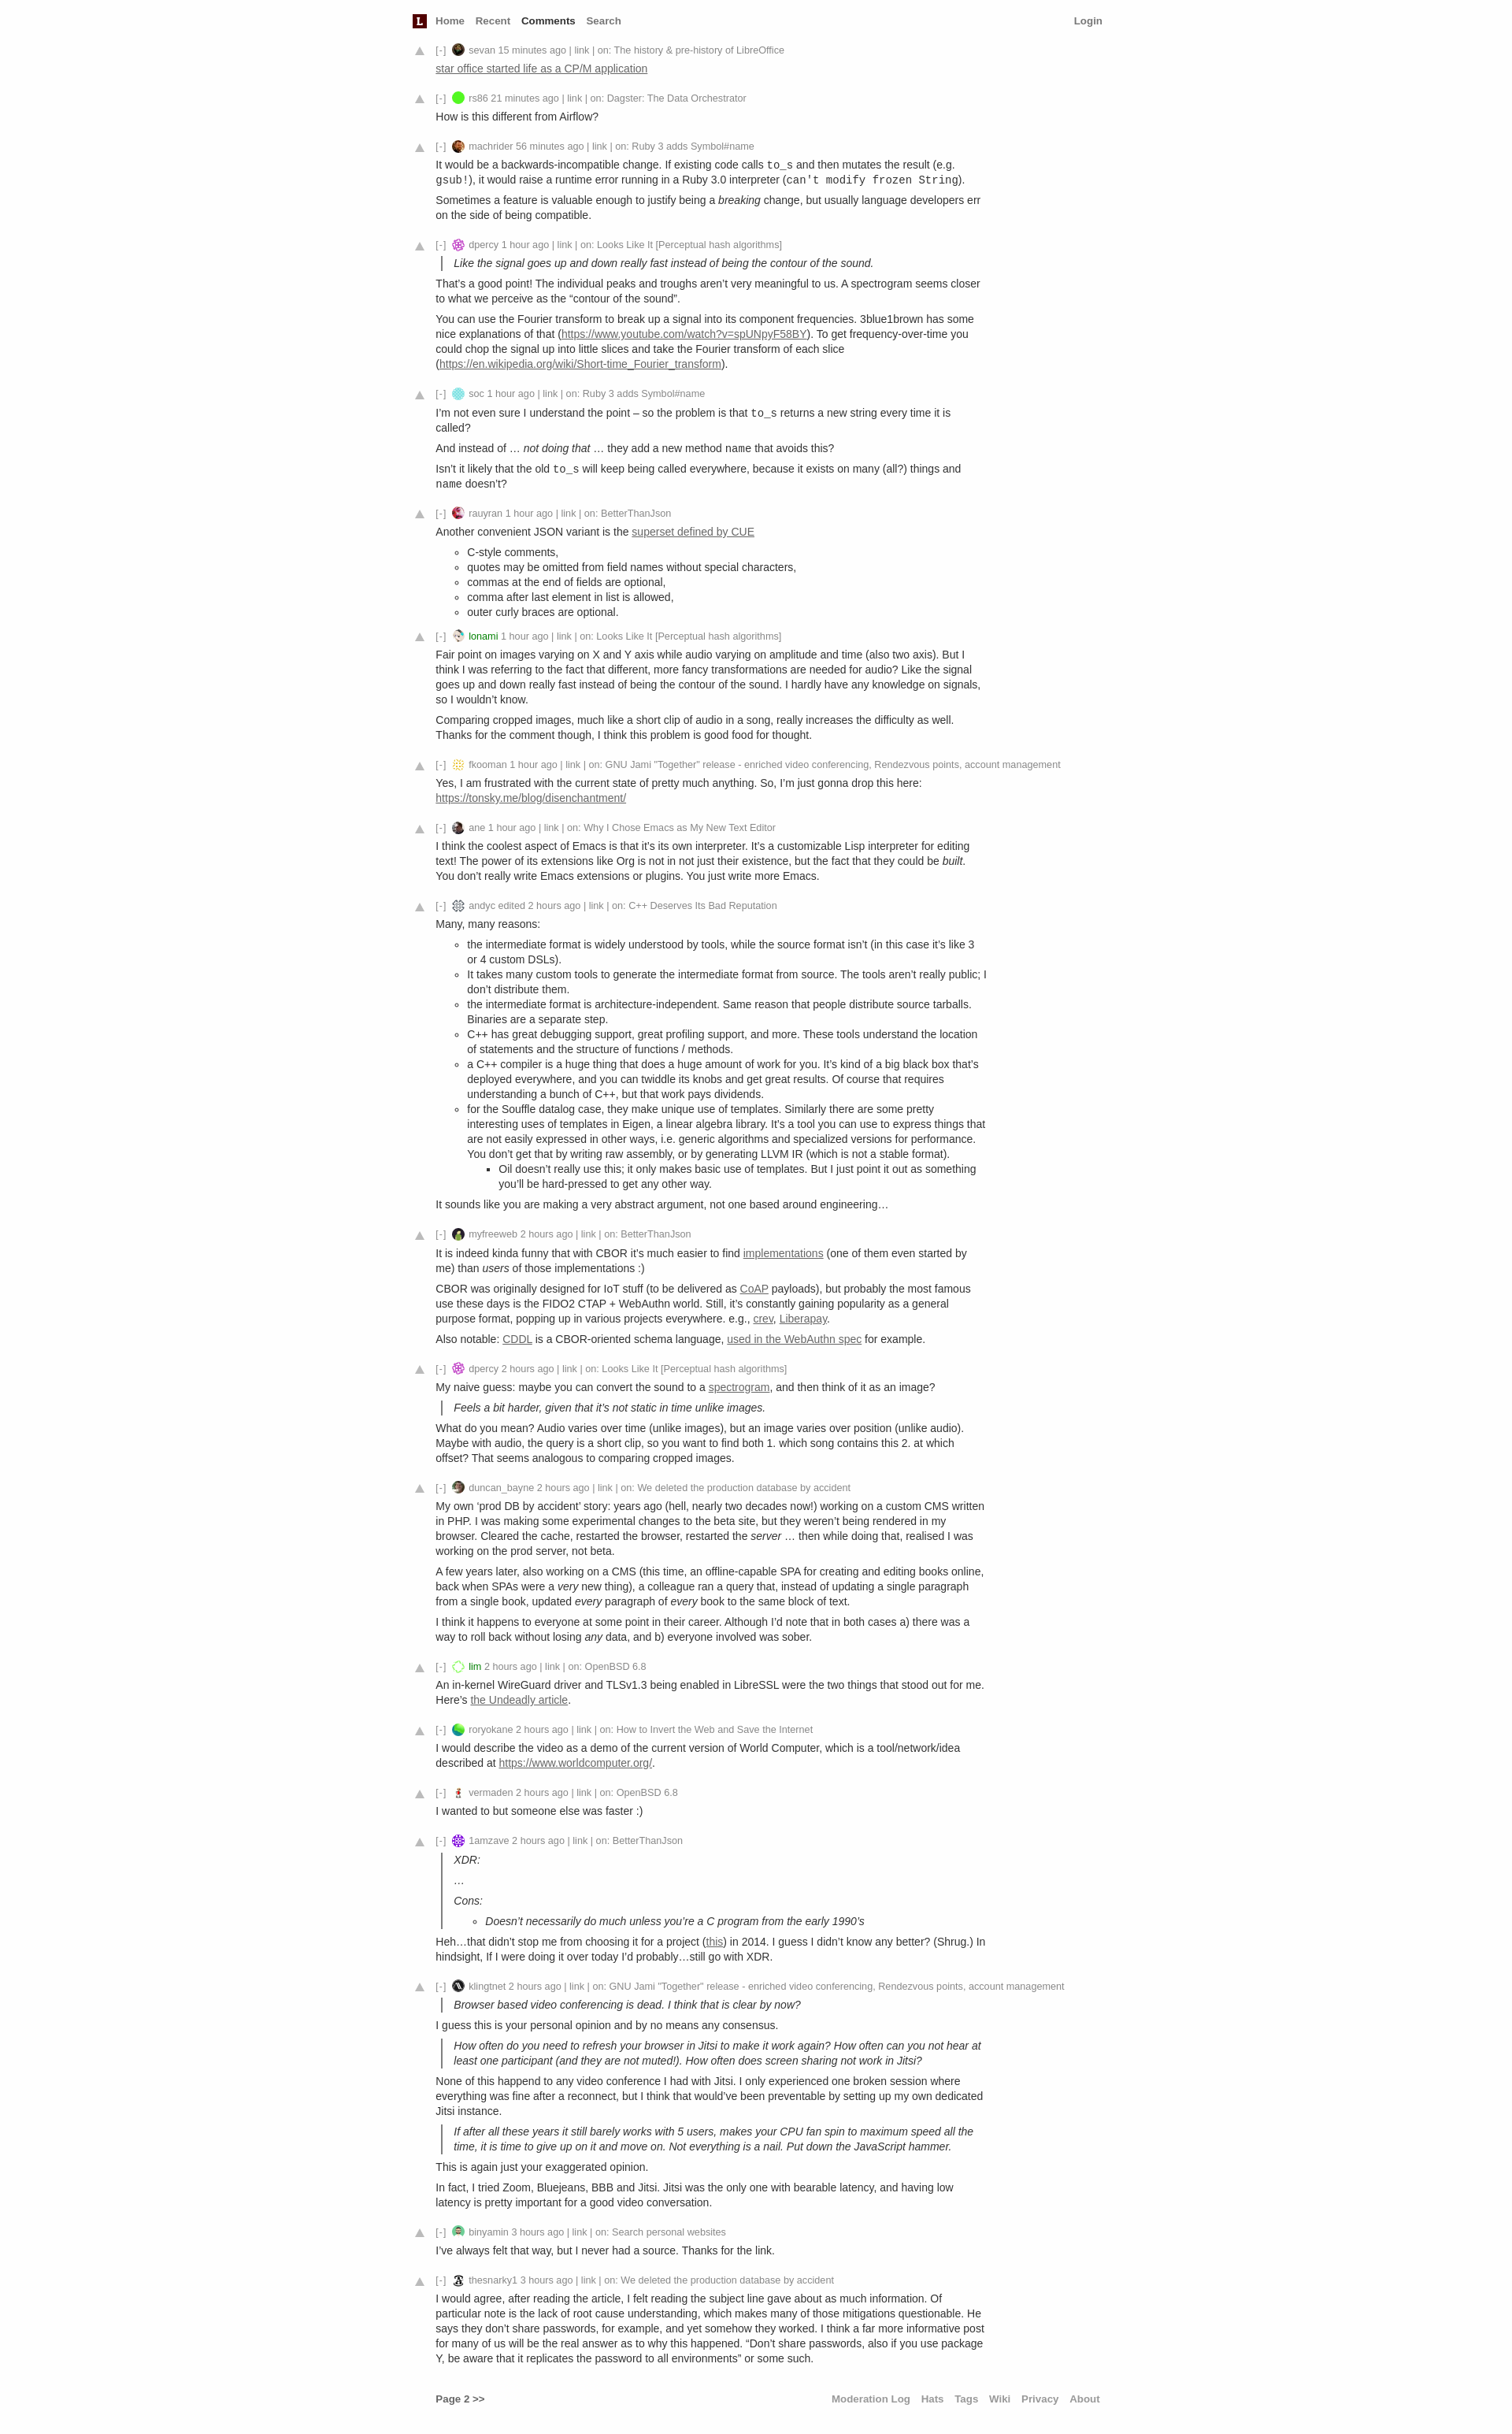 L Home Recent Comments Search Login
[-] sevan 15 minutes ago | link | on: The history & pre-history of LibreOffice
star office started life as a CP/M application
[-] rs86 21 minutes ago | link | on: Dagster: The Data Orchestrator
How is this different from Airflow?
[-] machrider 56 minutes ago | link | on: Ruby 3 adds Symbol#name
It would be a backwards-incompatible change. If existing code calls to_s and then mutates the result (e.g.
gsub!), it would raise a runtime error running in a Ruby 3.0 interpreter (can't modify frozen String).
Sometimes a feature is valuable enough to justify being a breaking change, but usually language developers err
on the side of being compatible.
[-] dpercy 1 hour ago | link | on: Looks Like It [Perceptual hash algorithms]
Like the signal goes up and down really fast instead of being the contour of the sound.
That’s a good point! The individual peaks and troughs aren’t very meaningful to us. A spectrogram seems closer
to what we perceive as the “contour of the sound”.
You can use the Fourier transform to break up a signal into its component frequencies. 3blue1brown has some
nice explanations of that (https://www.youtube.com/watch?v=spUNpyF58BY). To get frequency-over-time you
could chop the signal up into little slices and take the Fourier transform of each slice
(https://en.wikipedia.org/wiki/Short-time_Fourier_transform).
[-] soc 1 hour ago | link | on: Ruby 3 adds Symbol#name
I’m not even sure I understand the point – so the problem is that to_s returns a new string every time it is
called?
And instead of … not doing that … they add a new method name that avoids this?
Isn’t it likely that the old to_s will keep being called everywhere, because it exists on many (all?) things and
name doesn’t?
[-] rauyran 1 hour ago | link | on: BetterThanJson
Another convenient JSON variant is the superset defined by CUE
◦ C-style comments,
◦ quotes may be omitted from field names without special characters,
◦ commas at the end of fields are optional,
◦ comma after last element in list is allowed,
◦ outer curly braces are optional.
[-] lonami 1 hour ago | link | on: Looks Like It [Perceptual hash algorithms]
Fair point on images varying on X and Y axis while audio varying on amplitude and time (also two axis). But I
think I was referring to the fact that different, more fancy transformations are needed for audio? Like the signal
goes up and down really fast instead of being the contour of the sound. I hardly have any knowledge on signals,
so I wouldn’t know.
Comparing cropped images, much like a short clip of audio in a song, really increases the difficulty as well.
Thanks for the comment though, I think this problem is good food for thought.
[-] fkooman 1 hour ago | link | on: GNU Jami "Together" release - enriched video conferencing, Rendezvous points, account management
Yes, I am frustrated with the current state of pretty much anything. So, I’m just gonna drop this here:
https://tonsky.me/blog/disenchantment/
[-] ane 1 hour ago | link | on: Why I Chose Emacs as My New Text Editor
I think the coolest aspect of Emacs is that it’s its own interpreter. It’s a customizable Lisp interpreter for editing
text! The power of its extensions like Org is not in not just their existence, but the fact that they could be built.
You don’t really write Emacs extensions or plugins. You just write more Emacs.
[-] andyc edited 2 hours ago | link | on: C++ Deserves Its Bad Reputation
Many, many reasons:
◦ the intermediate format is widely understood by tools, while the source format isn’t (in this case it’s like 3
or 4 custom DSLs).
◦ It takes many custom tools to generate the intermediate format from source. The tools aren’t really public; I
don’t distribute them.
◦ the intermediate format is architecture-independent. Same reason that people distribute source tarballs.
Binaries are a separate step.
◦ C++ has great debugging support, great profiling support, and more. These tools understand the location
of statements and the structure of functions / methods.
◦ a C++ compiler is a huge thing that does a huge amount of work for you. It’s kind of a big black box that’s
deployed everywhere, and you can twiddle its knobs and get great results. Of course that requires
understanding a bunch of C++, but that work pays dividends.
◦ for the Souffle datalog case, they make unique use of templates. Similarly there are some pretty
interesting uses of templates in Eigen, a linear algebra library. It’s a tool you can use to express things that
are not easily expressed in other ways, i.e. generic algorithms and specialized versions for performance.
You don’t get that by writing raw assembly, or by generating LLVM IR (which is not a stable format).
▪ Oil doesn’t really use this; it only makes basic use of templates. But I just point it out as something
you’ll be hard-pressed to get any other way.
It sounds like you are making a very abstract argument, not one based around engineering…
[-] myfreeweb 2 hours ago | link | on: BetterThanJson
It is indeed kinda funny that with CBOR it’s much easier to find implementations (one of them even started by
me) than users of those implementations :)
CBOR was originally designed for IoT stuff (to be delivered as CoAP payloads), but probably the most famous
use these days is the FIDO2 CTAP + WebAuthn world. Still, it’s constantly gaining popularity as a general
purpose format, popping up in various projects everywhere. e.g., crev, Liberapay.
Also notable: CDDL is a CBOR-oriented schema language, used in the WebAuthn spec for example.
[-] dpercy 2 hours ago | link | on: Looks Like It [Perceptual hash algorithms]
My naive guess: maybe you can convert the sound to a spectrogram, and then think of it as an image?
Feels a bit harder, given that it’s not static in time unlike images.
What do you mean? Audio varies over time (unlike images), but an image varies over position (unlike audio).
Maybe with audio, the query is a short clip, so you want to find both 1. which song contains this 2. at which
offset? That seems analogous to comparing cropped images.
[-] duncan_bayne 2 hours ago | link | on: We deleted the production database by accident
My own ‘prod DB by accident’ story: years ago (hell, nearly two decades now!) working on a custom CMS written
in PHP. I was making some experimental changes to the beta site, but they weren’t being rendered in my
browser. Cleared the cache, restarted the browser, restarted the server … then while doing that, realised I was
working on the prod server, not beta.
A few years later, also working on a CMS (this time, an offline-capable SPA for creating and editing books online,
back when SPAs were a very new thing), a colleague ran a query that, instead of updating a single paragraph
from a single book, updated every paragraph of every book to the same block of text.
I think it happens to everyone at some point in their career. Although I’d note that in both cases a) there was a
way to roll back without losing any data, and b) everyone involved was sober.
[-] lim 2 hours ago | link | on: OpenBSD 6.8
An in-kernel WireGuard driver and TLSv1.3 being enabled in LibreSSL were the two things that stood out for me.
Here’s the Undeadly article.
[-] roryokane 2 hours ago | link | on: How to Invert the Web and Save the Internet
I would describe the video as a demo of the current version of World Computer, which is a tool/network/idea
described at https://www.worldcomputer.org/.
[-] vermaden 2 hours ago | link | on: OpenBSD 6.8
I wanted to but someone else was faster :)
[-] 1amzave 2 hours ago | link | on: BetterThanJson
XDR:
…
Cons:
◦ Doesn’t necessarily do much unless you’re a C program from the early 1990’s
Heh…that didn’t stop me from choosing it for a project (this) in 2014. I guess I didn’t know any better? (Shrug.) In
hindsight, If I were doing it over today I’d probably…still go with XDR.
[-] klingtnet 2 hours ago | link | on: GNU Jami "Together" release - enriched video conferencing, Rendezvous points, account management
Browser based video conferencing is dead. I think that is clear by now?
I guess this is your personal opinion and by no means any consensus.
How often do you need to refresh your browser in Jitsi to make it work again? How often can you not hear at
least one participant (and they are not muted!). How often does screen sharing not work in Jitsi?
None of this happend to any video conference I had with Jitsi. I only experienced one broken session where
everything was fine after a reconnect, but I think that would’ve been preventable by setting up my own dedicated
Jitsi instance.
If after all these years it still barely works with 5 users, makes your CPU fan spin to maximum speed all the
time, it is time to give up on it and move on. Not everything is a nail. Put down the JavaScript hammer.
This is again just your exaggerated opinion.
In fact, I tried Zoom, Bluejeans, BBB and Jitsi. Jitsi was the only one with bearable latency, and having low
latency is pretty important for a good video conversation.
[-] binyamin 3 hours ago | link | on: Search personal websites
I’ve always felt that way, but I never had a source. Thanks for the link.
[-] thesnarky1 3 hours ago | link | on: We deleted the production database by accident
I would agree, after reading the article, I felt reading the subject line gave about as much information. Of
particular note is the lack of root cause understanding, which makes many of those mitigations questionable. He
says they don’t share passwords, for example, and yet somehow they worked. I think a far more informative post
for many of us will be the real answer as to why this happened. “Don’t share passwords, also if you use package
Y, be aware that it replicates the password to all environments” or some such.
Page 2 >> Moderation Log Hats Tags Wiki Privacy About